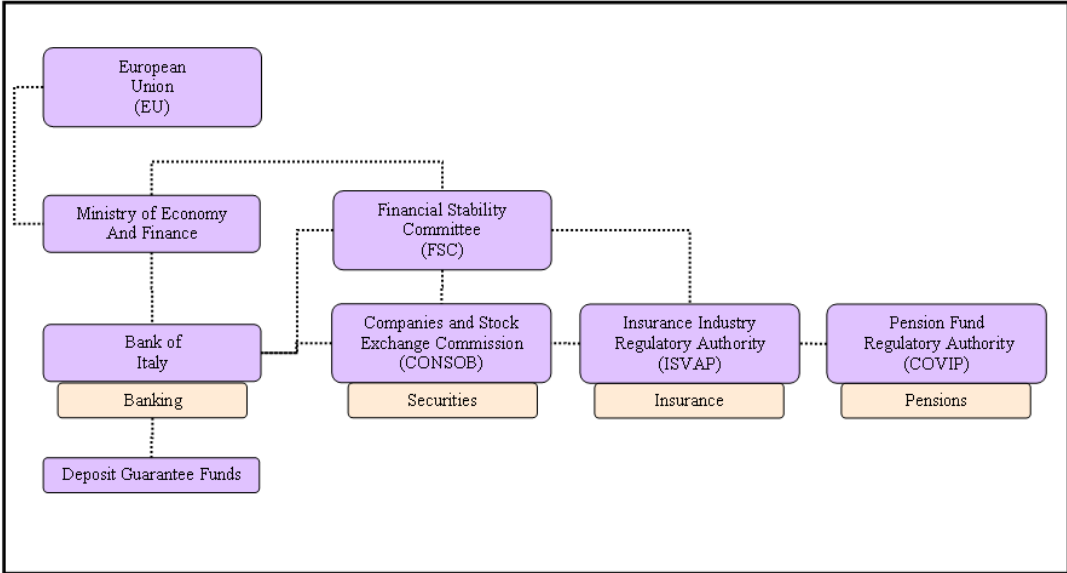 European
Union
(EU)
Ministry of Economy
And Finance
Financial Stability
Committee
(FSC)
Bank of
Italy
Companies and Stock
Exchange Commission
(CONSOB)
Insurance Industry
Regulatory Authority
(ISVAP)
Pension Fund
Regulatory Authority
(COVIP)
Banking
Securities
Insurance
Pensions
Deposit Guarantee Funds